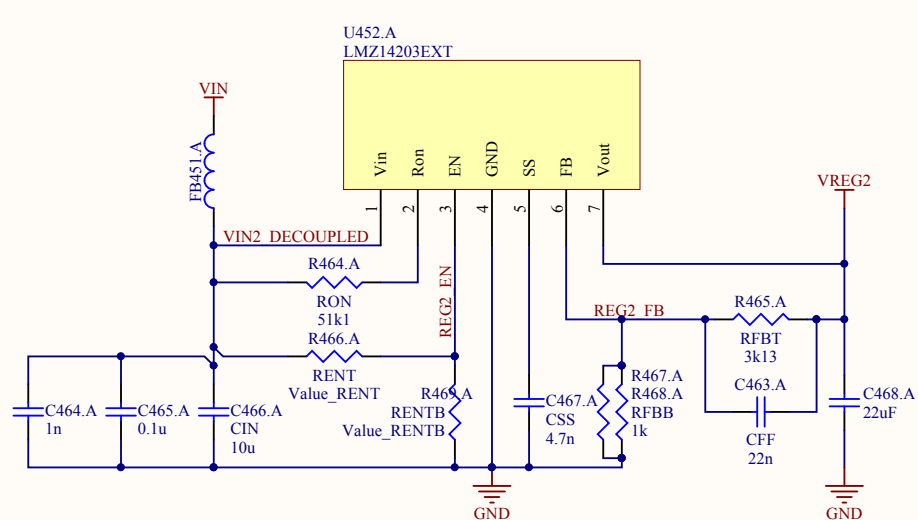 U452.A
LMZ14203EXT
VIN
FB451.A
Vin
Ron
EN
GND
SS
FB
Vout
1
2
3
4
5
6
7
VREG2
VIN2_DECOUPLED
R464.A
RON
51k1
REG2_EN
REG2_FB
R465.A
RFBT
3k13
R466.A
RENT
Value_RENT
C464.A
1n
C465.A
0.1u
C466.A
CIN
10u
R469.A
RENTB
Value_RENTB
C467.A
CSS
4.7n
R467.A
R468.A
RFBB
1k
C463.A
CFF
22n
C468.A
22uF
GND
GND